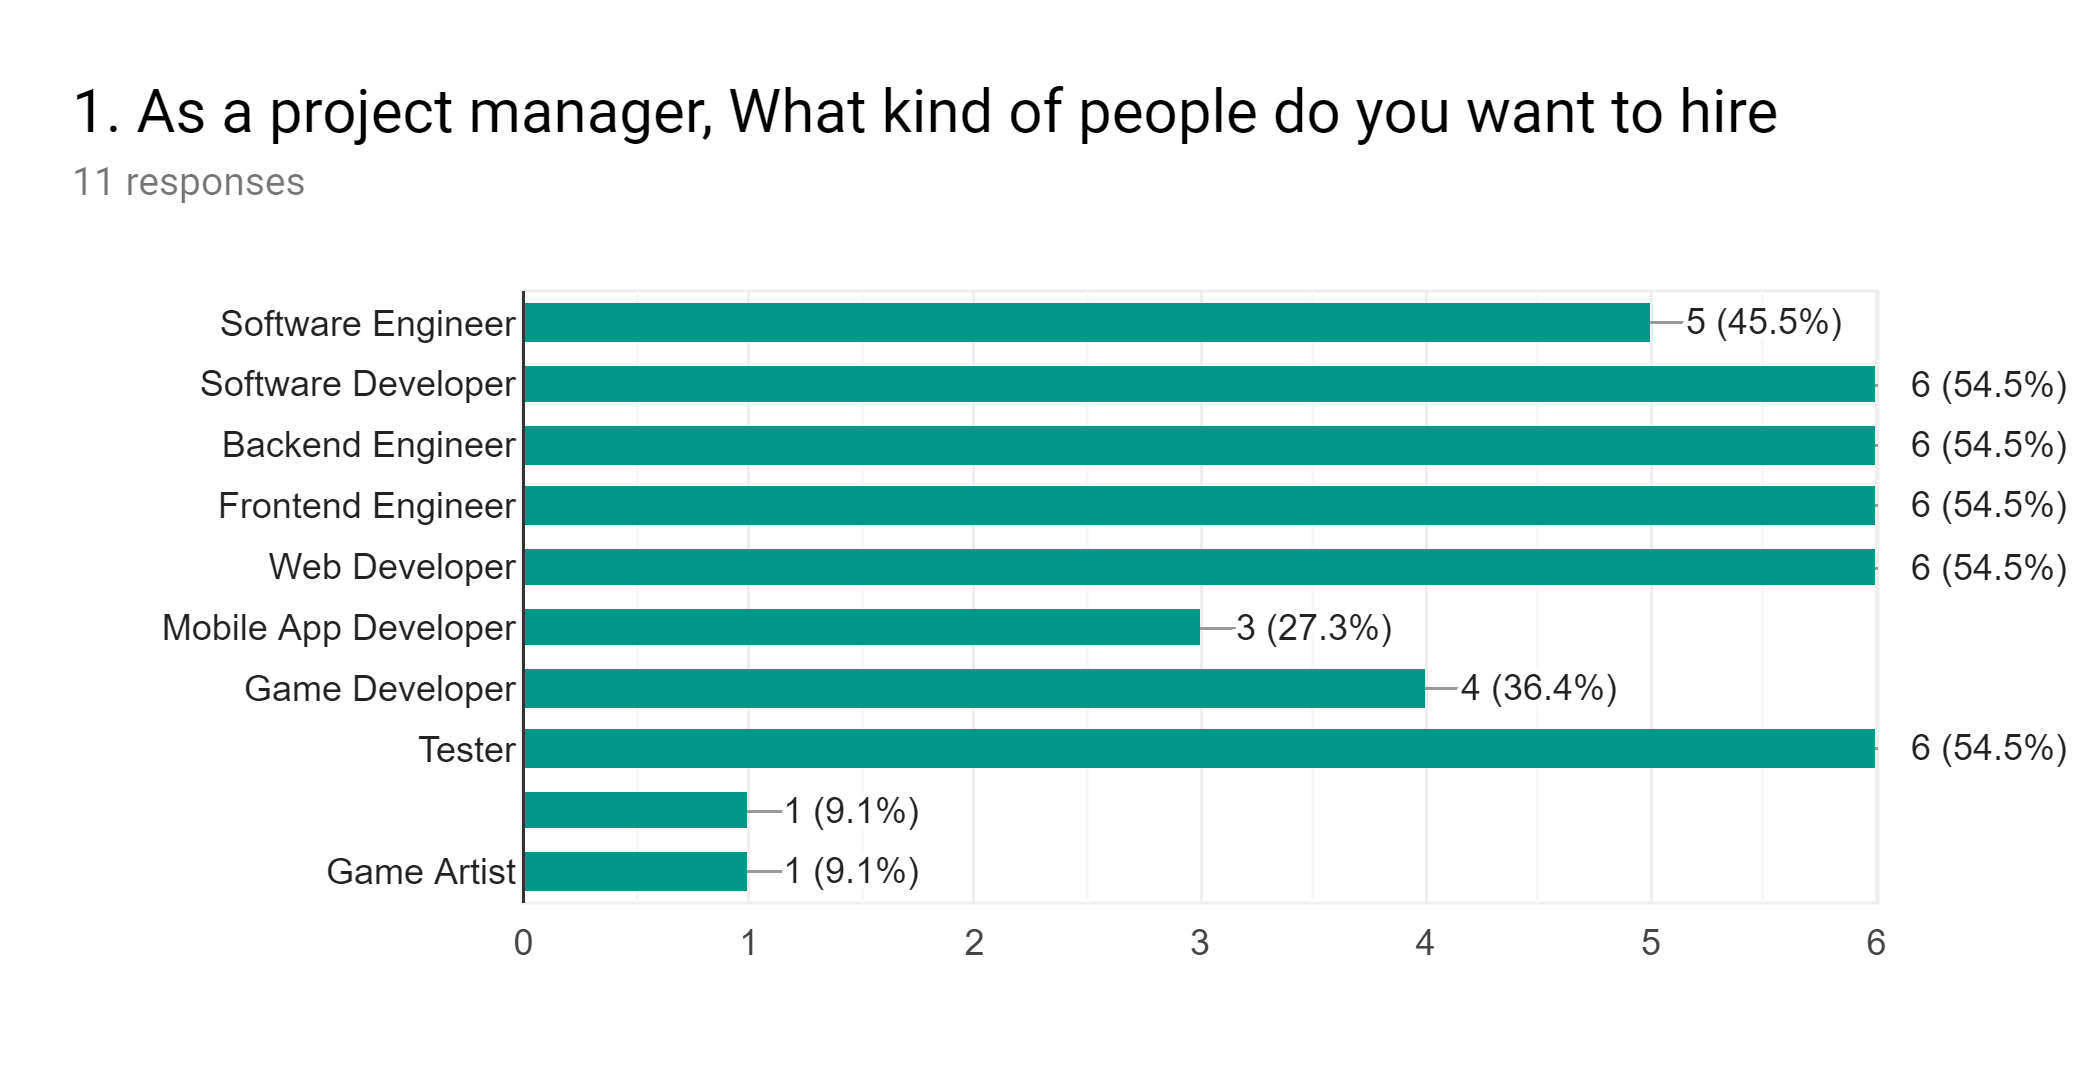 1. As a project manager, What kind of people do you want to hire
11 responses
Software Engineer 5 (45.5%)
Software Developer 6 (54.5%)
Backend Engineer 6 (54.5%)
Frontend Engineer 6 (54.5%)
Web Developer 6 (54.5%)
Mobile App Developer 3 (27.3%)
Game Developer 4 (36.4%)
Tester 6 (54.5%)
1 (9.1%)
Game Artist 1 (9.1%)
0 1 2 3 4 5 6